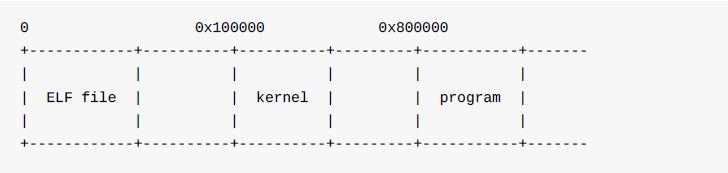 0                   0x100000             0x800000
+------------+----------+----------+---------+-----------+-------
|            |          |          |         |           |
|  ELF file  |          |  kernel  |         |  program  |
|            |          |          |         |           |
+------------+----------+----------+---------+-----------+-------